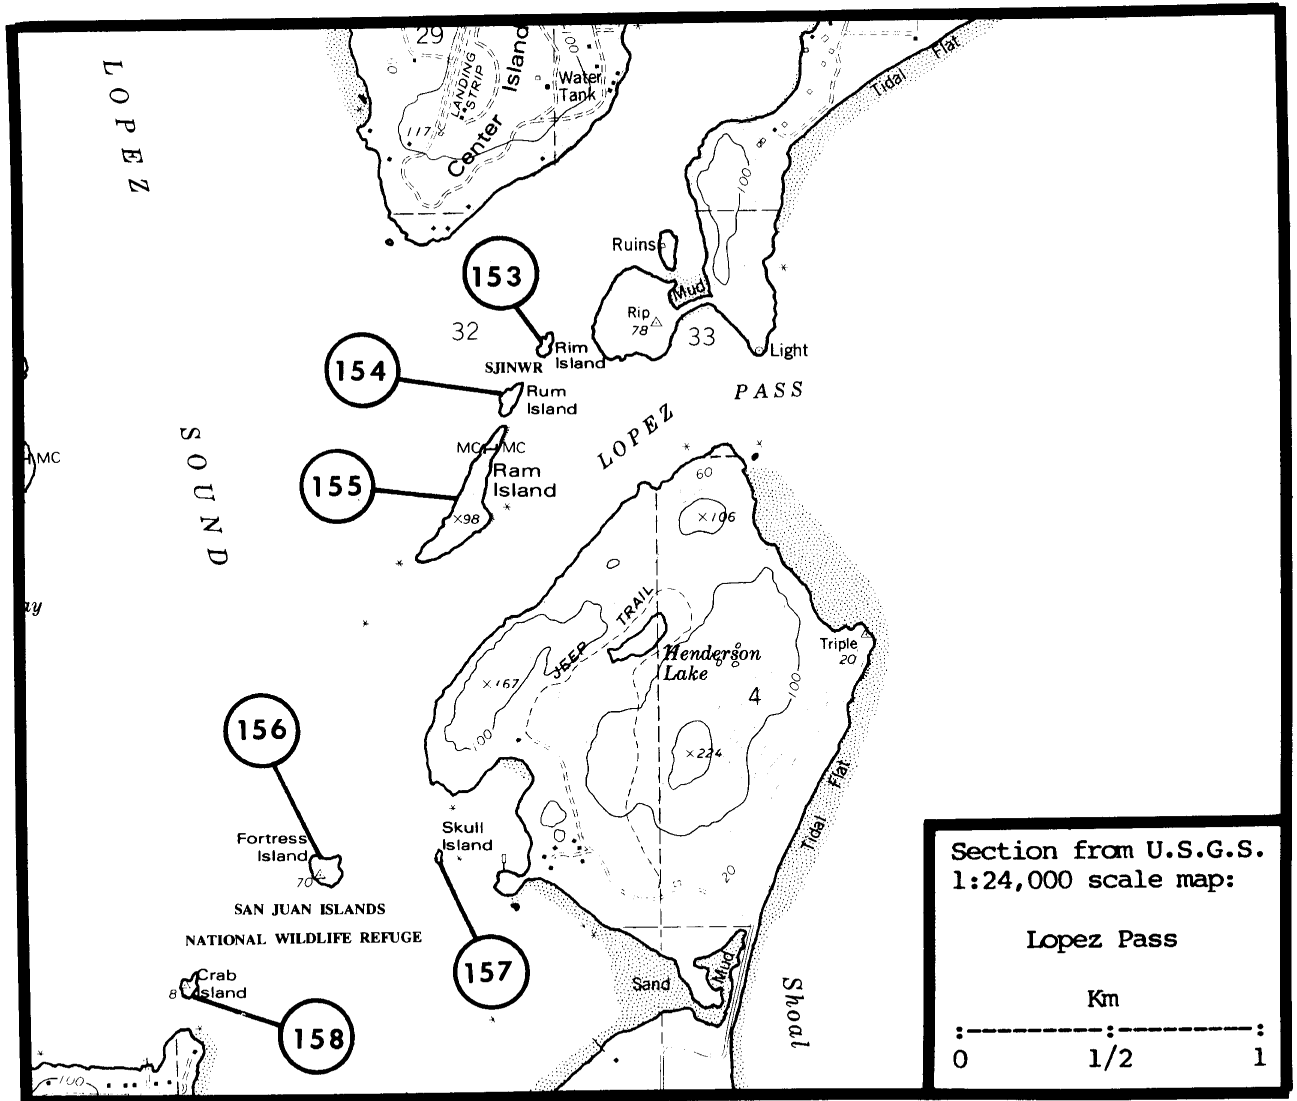 29
LOPEZ
Island
100
Water
Tank
LANDING
STRIP
Center
117
Tidal Flat
100
Ruins
Mud
153
Rip
78
32
33
Rim
Island
Light
SJINWR
154
Rum
Island
PASS
LOPEZ
SOUND
MC
MC
MC
60
155
Ram
Island
×98
×106
ay
JEEP TRAIL
Henderson
Lake
Triple
20
×167
4
100
156
100
×224
Tidal Flat
Fortress
Island
70
Skull
Island
20
SAN JUAN ISLANDS
NATIONAL WILDLIFE REFUGE
157
Sand
Mud
Shoal
Crab
Island
8
158
100
Section from U.S.G.S.
1:24,000 scale map:
Lopez Pass
Km
0 1/2 1